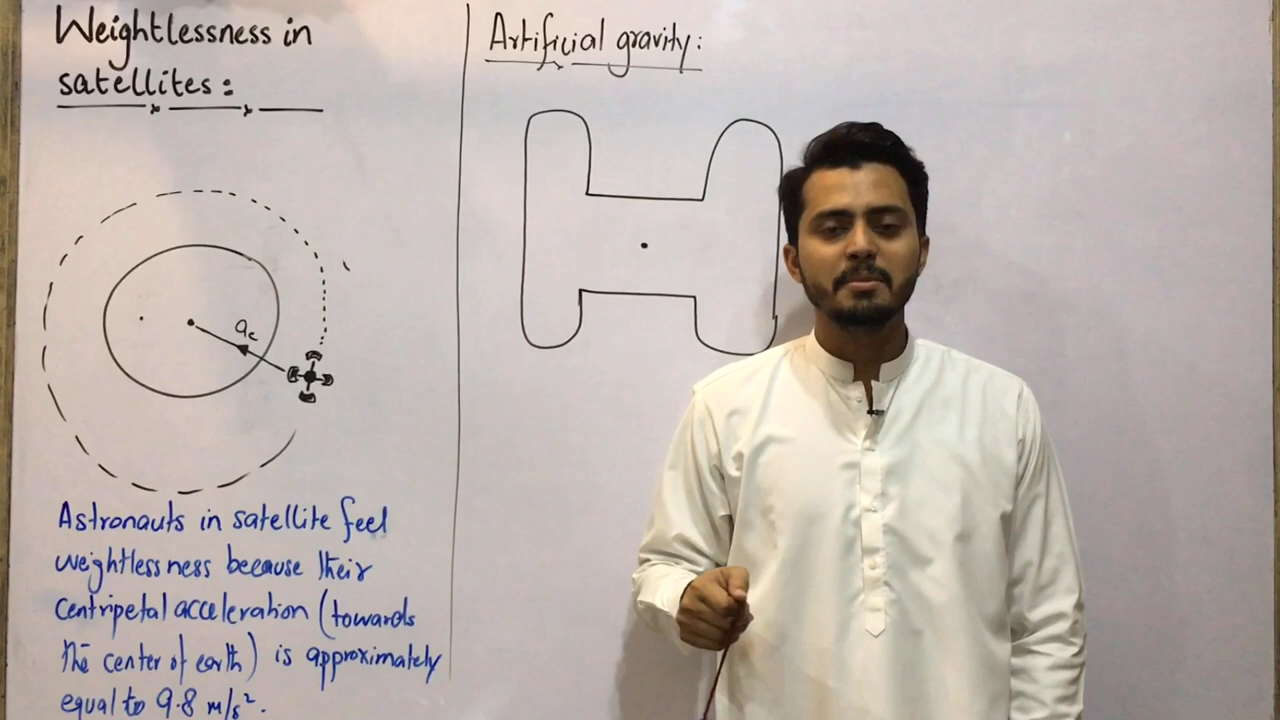 Weightlessness in
satellites :
Artificial gravity :
ac
Astronauts in satellite feel
weightlessness because their
centripetal acceleration (towards
the center of earth) is approximately
equal to 9.8 m/s².